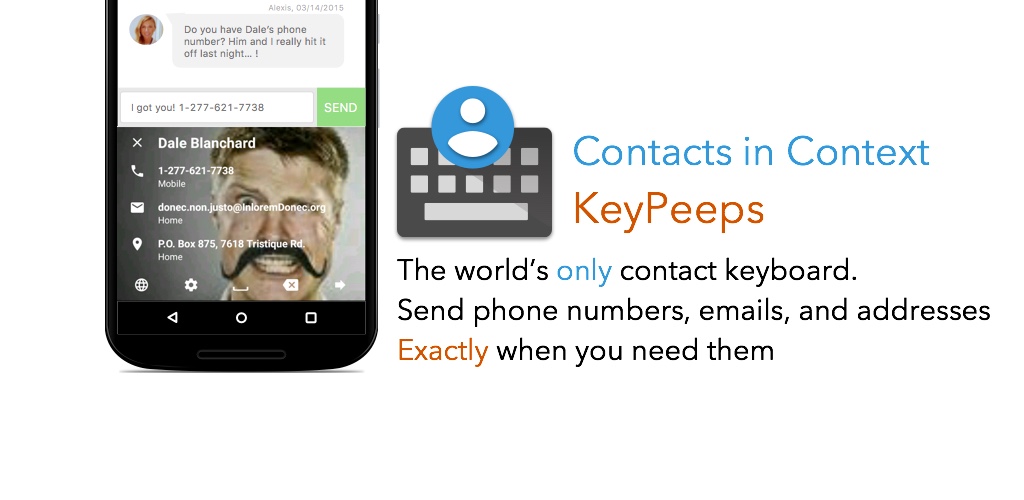 Alexis, 03/14/2015
Do you have Dale's phone
number? Him and I really hit it
off last night... !
I got you! 1-277-621-7738
SEND
Dale Blanchard
1-277-621-7738
Mobile
donec.non.justo@InloremDonec.org
Home
P.O. Box 875, 7618 Tristique Rd.
Home
Contacts in Context
KeyPeeps
The world's only contact keyboard.
Send phone numbers, emails, and addresses
Exactly when you need them